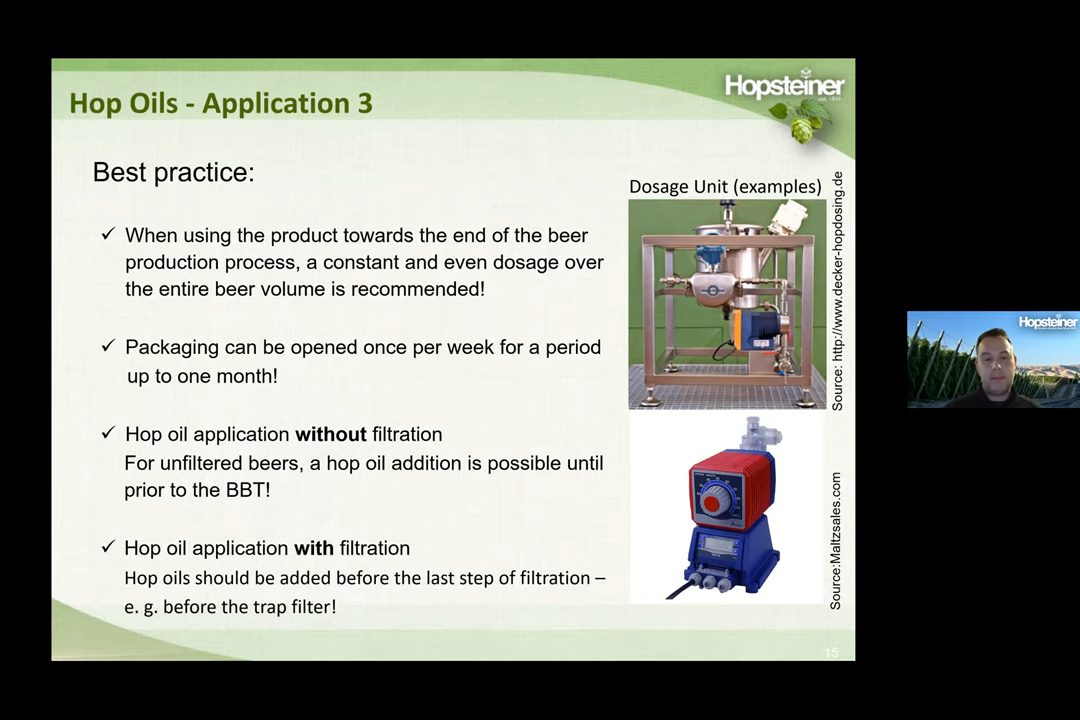 Hop Oils - Application 3
Hopsteiner
Best practice:
Dosage Unit (examples)
✓ When using the product towards the end of the beer
production process, a constant and even dosage over
the entire beer volume is recommended!
✓ Packaging can be opened once per week for a period
up to one month!
✓ Hop oil application without filtration
For unfiltered beers, a hop oil addition is possible until
prior to the BBT!
✓ Hop oil application with filtration
Hop oils should be added before the last step of filtration –
e. g. before the trap filter!
Source: http://www.decker-hopdosing.de
Source:Maltzsales.com
15
Hopsteiner